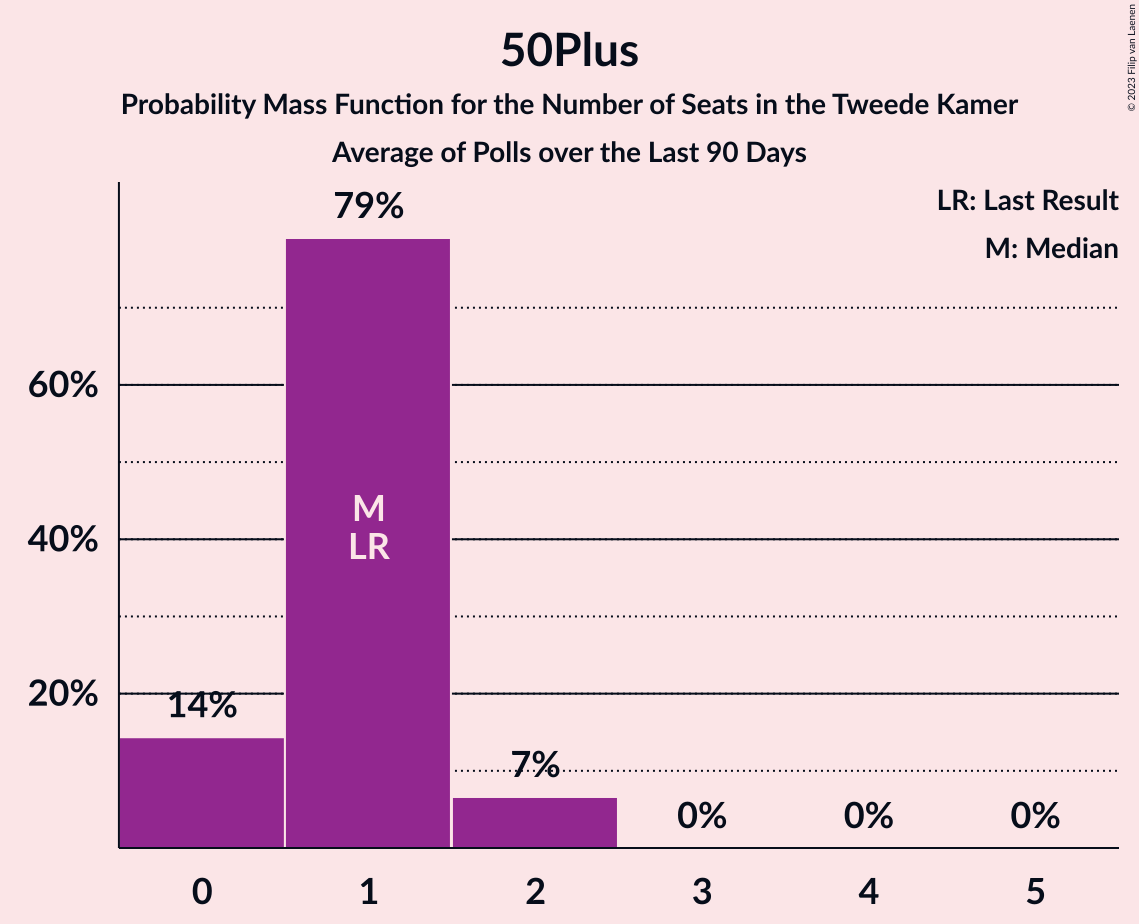 50Plus
Probability Mass Function for the Number of Seats in the Tweede Kamer
Average of Polls over the Last 90 Days
© 2023 Filip van Laenen
LR: Last Result
M: Median
79%
60%
M
40%
LR
20%
14%
7%
0%
0%
0%
0
1
2
3
4
5